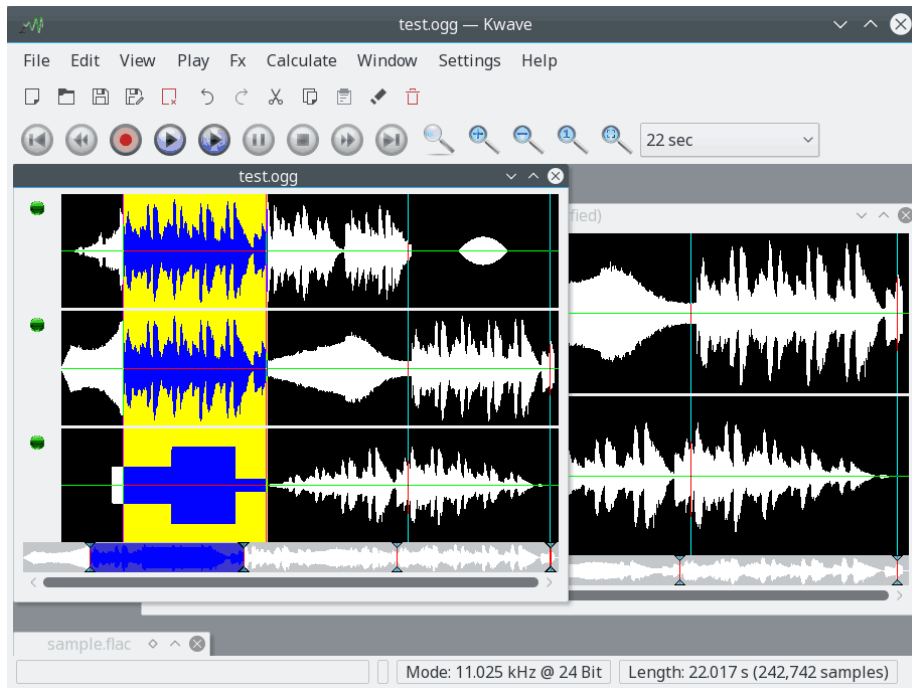 test.ogg — Kwave
File Edit View Play Fx Calculate Window Settings Help
1
22 sec
test.ogg
fied)
sample.flac
Mode: 11.025 kHz @ 24 Bit
Length: 22.017 s (242,742 samples)